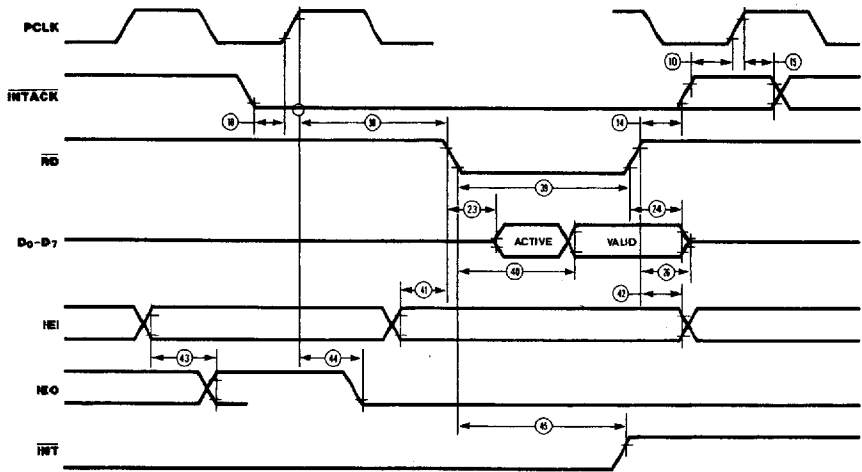 PCLK
10 15
INTACK
10 38 14
RD
39
23 24
D0-D7 ACTIVE VALID
40 26
41 42
IEI
43 44
IEO
45
INT